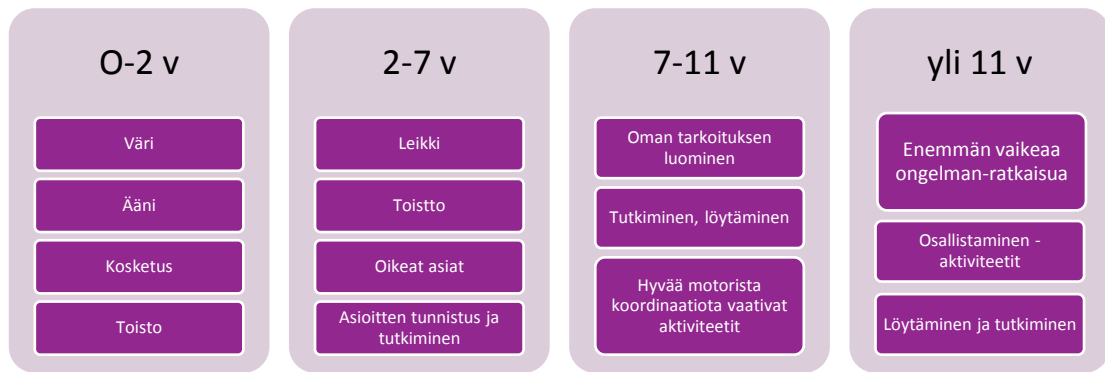 O-2 v
Väri
Ääni
Kosketus
Toisto
2-7 v
Leikki
Toistto
Oikeat asiat
Asioitten tunnistus ja
tutkiminen
7-11 v
Oman tarkoituksen
luominen
Tutkiminen, löytäminen
Hyvää motorista
koordinaatiota vaativat
aktiviteetit
yli 11 v
Enemmän vaikeaa
ongelman-ratkaisua
Osallistaminen -
aktiviteetit
Löytäminen ja tutkiminen